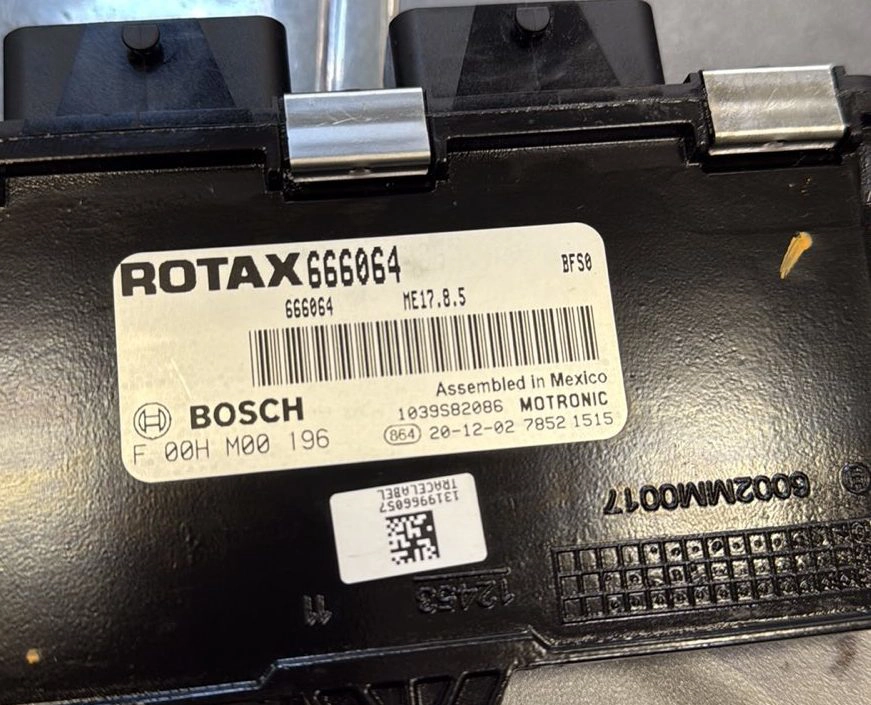 ROTAX666064 BFS0
666064 ME17.8.5
Assembled in Mexico
BOSCH 1039S82086 MOTRONIC
F 00H M00 196 864 20-12-02 7852 1515
1319966057
TRACELABEL
6002MM0017
12453
11